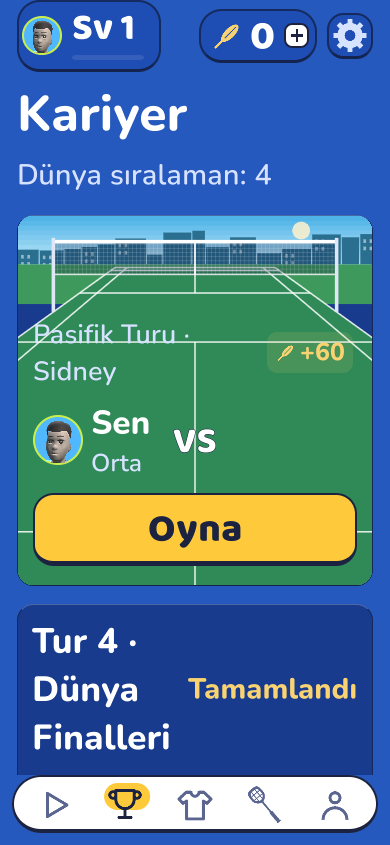 Sv 1
0
Kariyer
Dünya sıralaman: 4
Pasifik Turu ·
Sidney
+60
Sen
Orta
VS
Oyna
Tur 4 ·
Dünya
Finalleri
Tamamlandı